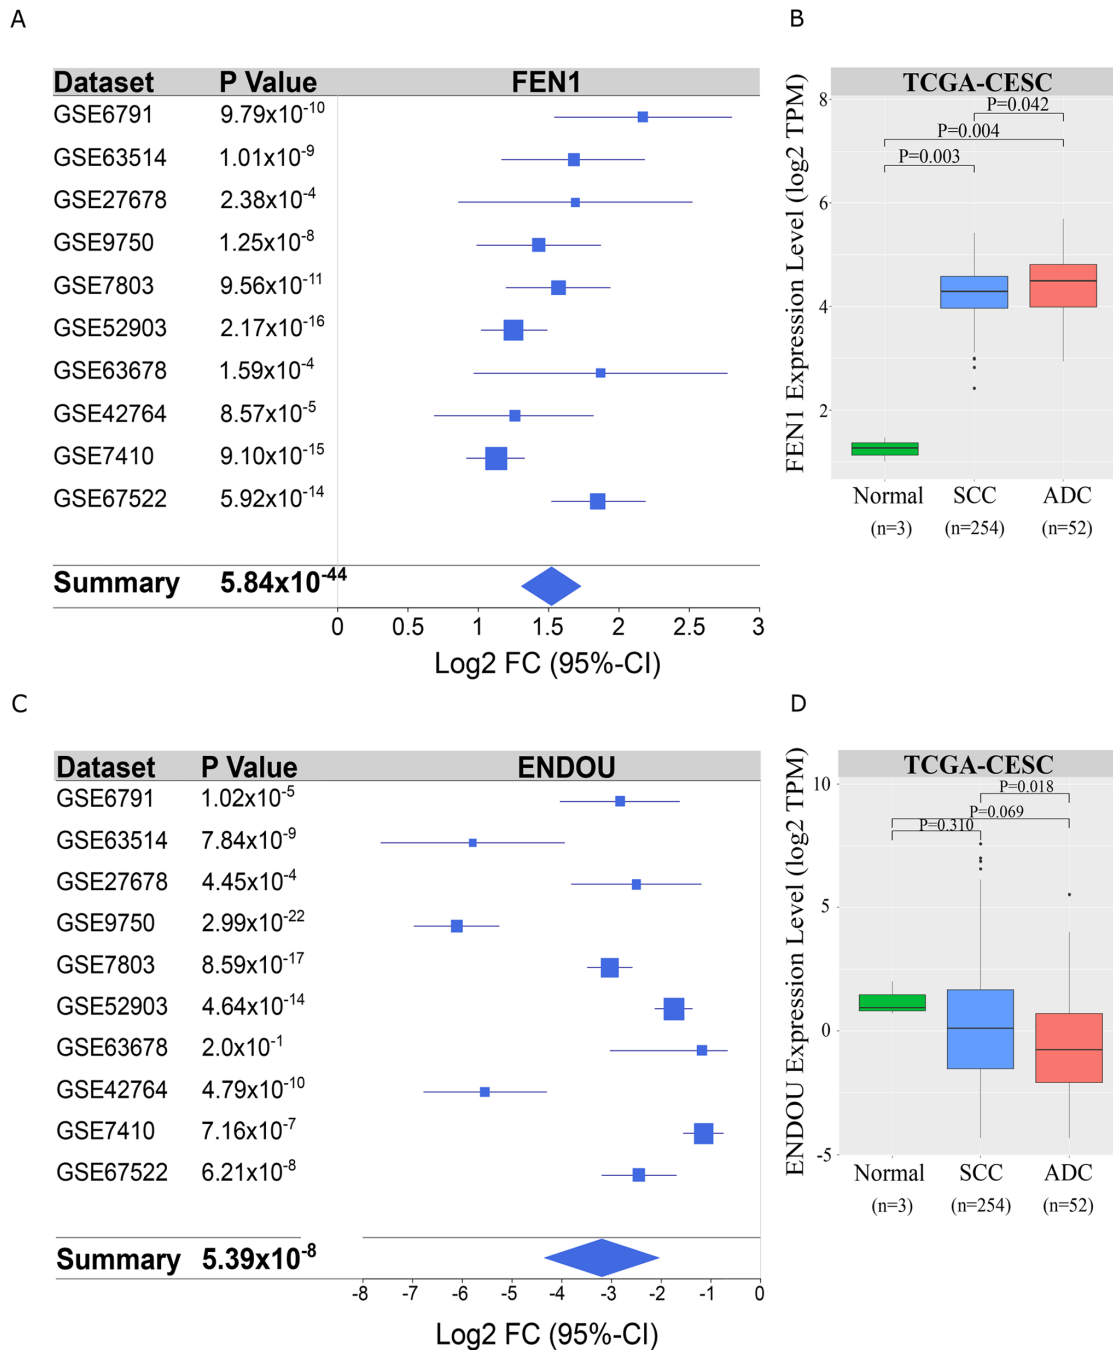 A
Dataset P Value FEN1
GSE6791 9.79x10^-10
GSE63514 1.01x10^-9
GSE27678 2.38x10^-4
GSE9750 1.25x10^-8
GSE7803 9.56x10^-11
GSE52903 2.17x10^-16
GSE63678 1.59x10^-4
GSE42764 8.57x10^-5
GSE7410 9.10x10^-15
GSE67522 5.92x10^-14
Summary 5.84x10^-44
0 0.5 1 1.5 2 2.5 3
Log2 FC (95%-CI)
B
TCGA-CESC
P=0.042
P=0.004
P=0.003
FEN1 Expression Level (log2 TPM)
8
6
4
2
Normal SCC ADC
(n=3) (n=254) (n=52)
C
Dataset P Value ENDOU
GSE6791 1.02x10^-5
GSE63514 7.84x10^-9
GSE27678 4.45x10^-4
GSE9750 2.99x10^-22
GSE7803 8.59x10^-17
GSE52903 4.64x10^-14
GSE63678 2.0x10^-1
GSE42764 4.79x10^-10
GSE7410 7.16x10^-7
GSE67522 6.21x10^-8
Summary 5.39x10^-8
-8 -7 -6 -5 -4 -3 -2 -1 0
Log2 FC (95%-CI)
D
TCGA-CESC
P=0.018
P=0.069
P=0.310
ENDOU Expression Level (log2 TPM)
10
5
0
-5
Normal SCC ADC
(n=3) (n=254) (n=52)